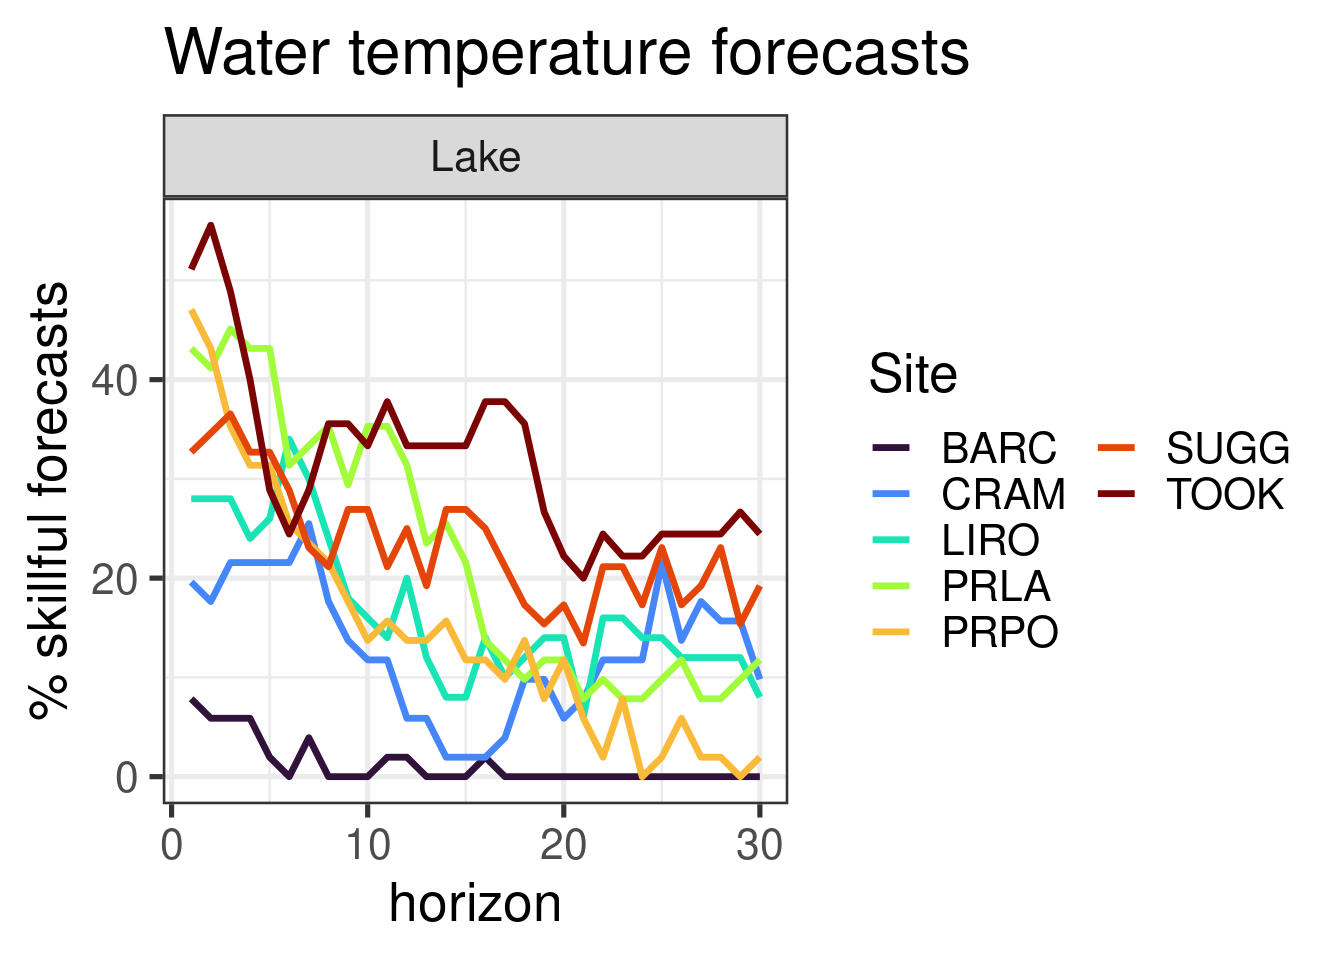 Water temperature forecasts
Lake
% skillful forecasts
40
20
0
0 10 20 30
horizon
Site
BARC SUGG
CRAM TOOK
LIRO
PRLA
PRPO